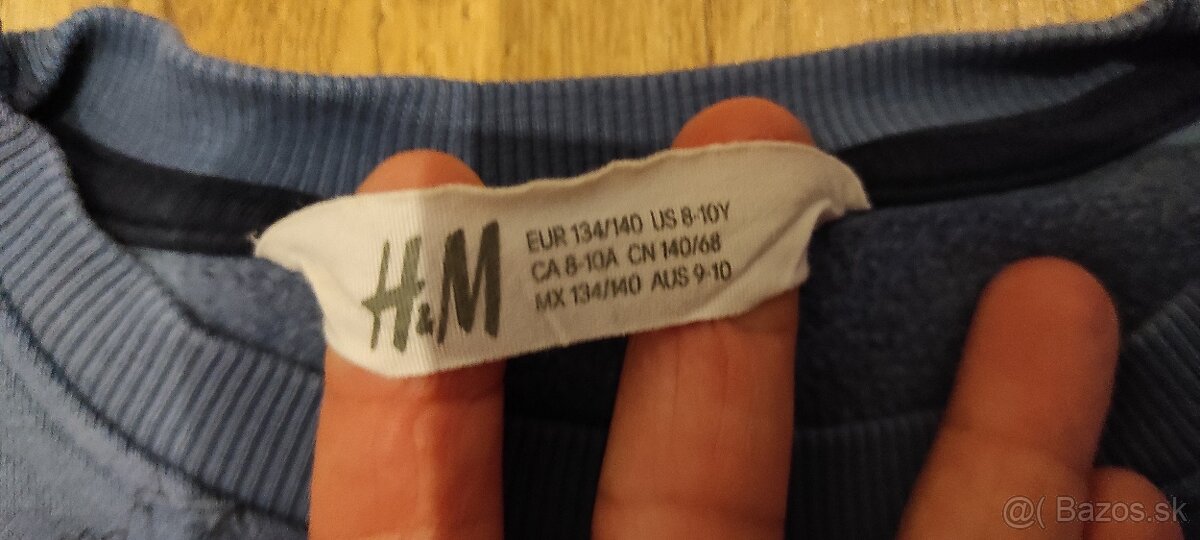 H&M
EUR 134/140 US 8-10Y
CA 8-10A CN 140/68
MX 134/140 AUS 9-10
@( Bazos.sk